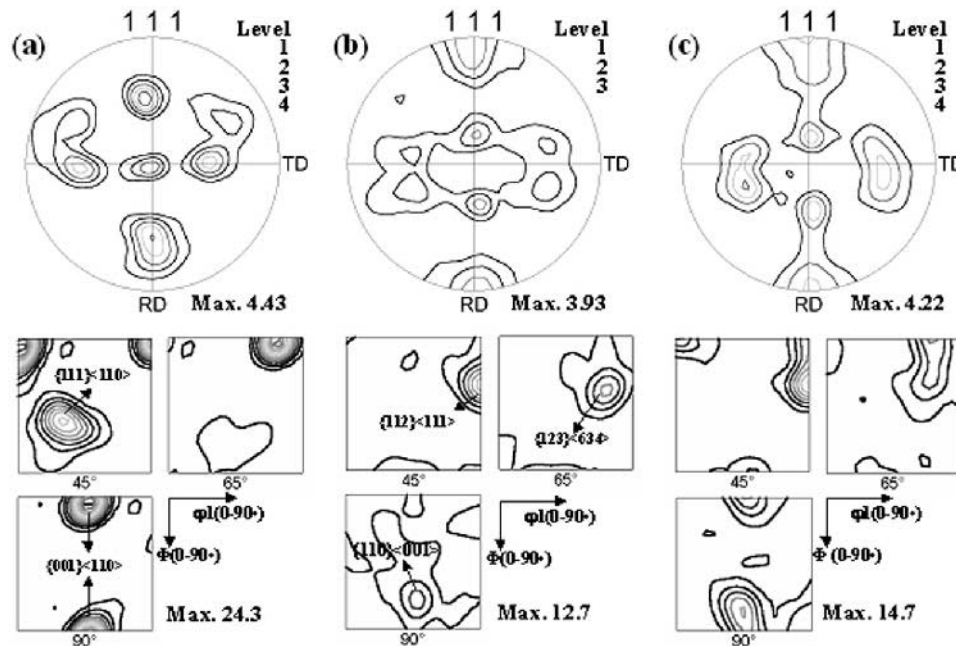 (a) 1 1 1 Level
1
2
3
4
TD
RD Max. 4.43
(b) 1 1 1 Level
1
2
3
TD
RD Max. 3.93
(c) 1 1 1 Level
1
2
3
4
TD
RD Max. 4.22
{111}<110>
45°
65°
{001}<110>
φ1(0-90°)
Φ(0-90°)
Max. 24.3
90°
{112}<111>
45°
{123}<634>
65°
{110}<001>
φ1(0-90°)
Φ(0-90°)
Max. 12.7
90°
45°
65°
φ1(0-90°)
Φ (0-90°)
Max. 14.7
90°